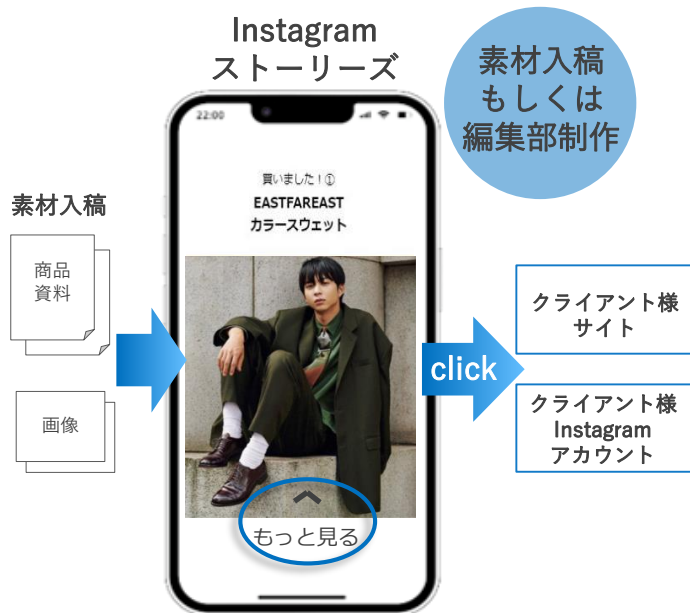 Instagram
ストーリーズ
素材入稿
もしくは
編集部制作
素材入稿
商品
資料
画像
22:00
買いました！①
EASTFAREAST
カラースウェット
もっと見る
click
クライアント様
サイト
クライアント様
Instagram
アカウント